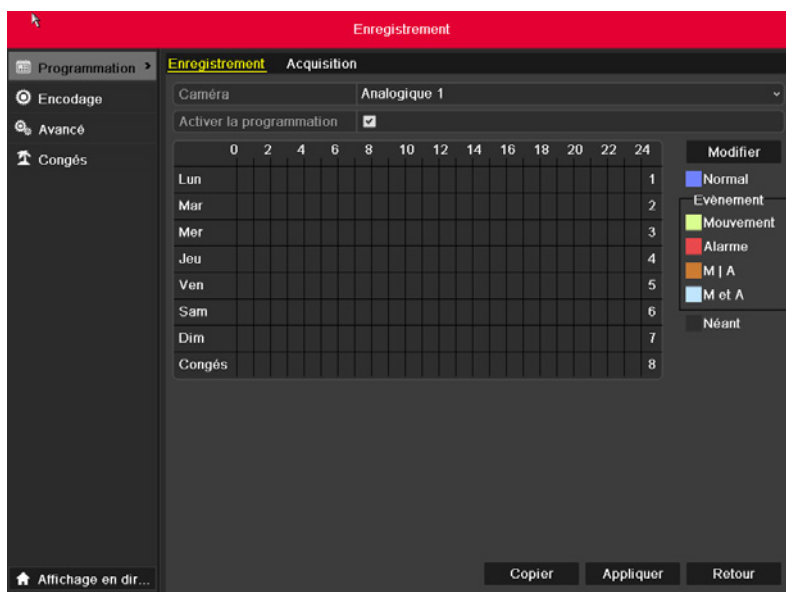 Enregistrement
Programmation >
Encodage
Avancé
Congés
Enregistrement Acquisition
Caméra Analogique 1
Activer la programmation
0 2 4 6 8 10 12 14 16 18 20 22 24
Lun 1
Mar 2
Mer 3
Jeu 4
Ven 5
Sam 6
Dim 7
Congés 8
Modifier
Normal
Evènement
Mouvement
Alarme
M | A
M et A
Néant
Affichage en dir...
Copier Appliquer Retour